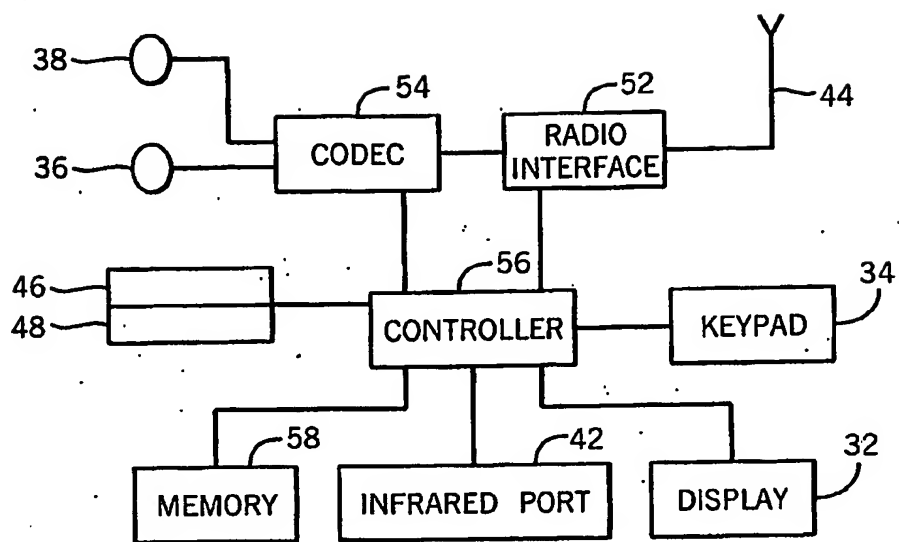 38
54
52
44
CODEC
RADIO
INTERFACE
36
46
48
56
34
CONTROLLER
KEYPAD
58
42
32
MEMORY
INFRARED PORT
DISPLAY